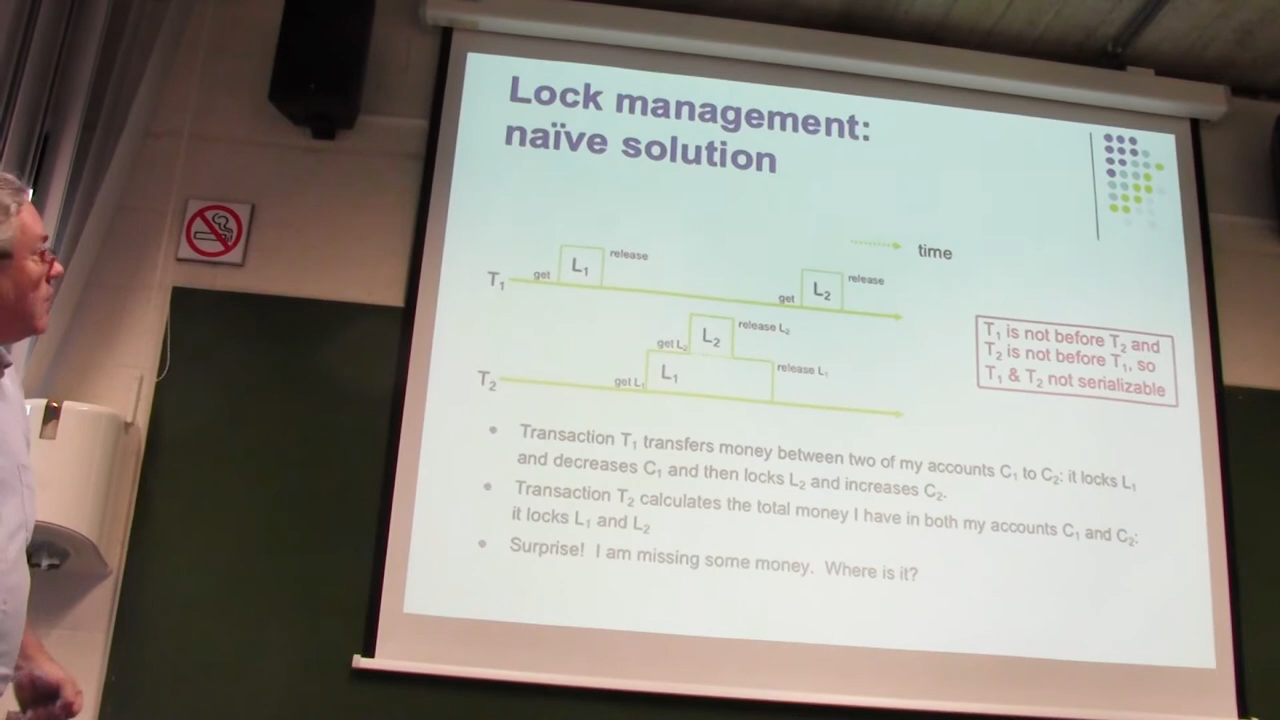 Lock management:
naïve solution
time
T₁ get L₁ release get L₂ release
T₂ get L₁ L₁ get L₂ L₂ release L₂ release L₁
T₁ is not before T₂ and
T₂ is not before T₁, so
T₁ & T₂ not serializable
• Transaction T₁ transfers money between two of my accounts C₁ to C₂: it locks L₁
and decreases C₁ and then locks L₂ and increases C₂.
• Transaction T₂ calculates the total money I have in both my accounts C₁ and C₂:
it locks L₁ and L₂
• Surprise! I am missing some money. Where is it?